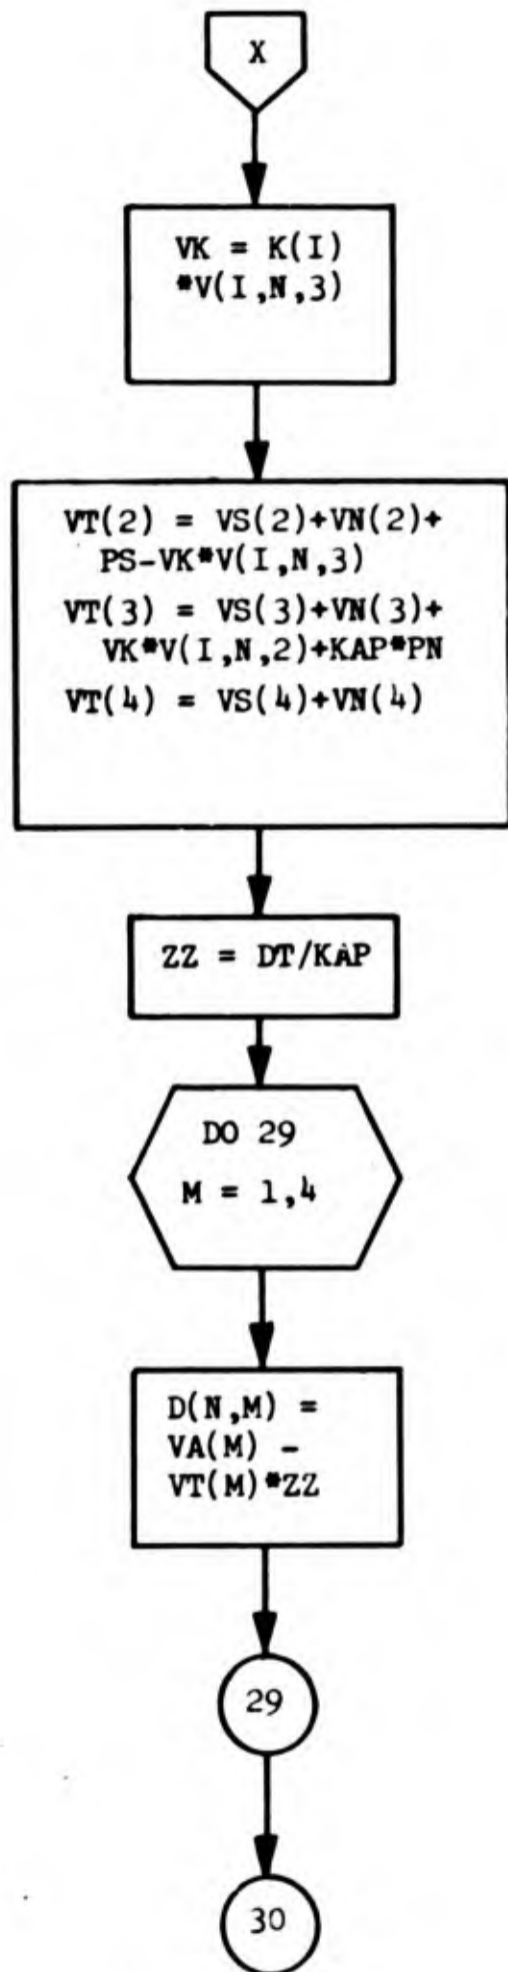 X
VK = K(I)
*V(I,N,3)
VT(2) = VS(2)+VN(2)+
PS-VK*V(I,N,3)
VT(3) = VS(3)+VN(3)+
VK*V(I,N,2)+KAP*PN
VT(4) = VS(4)+VN(4)
ZZ = DT/KAP
DO 29
M = 1,4
D(N,M) =
VA(M) -
VT(M)*ZZ
29
30